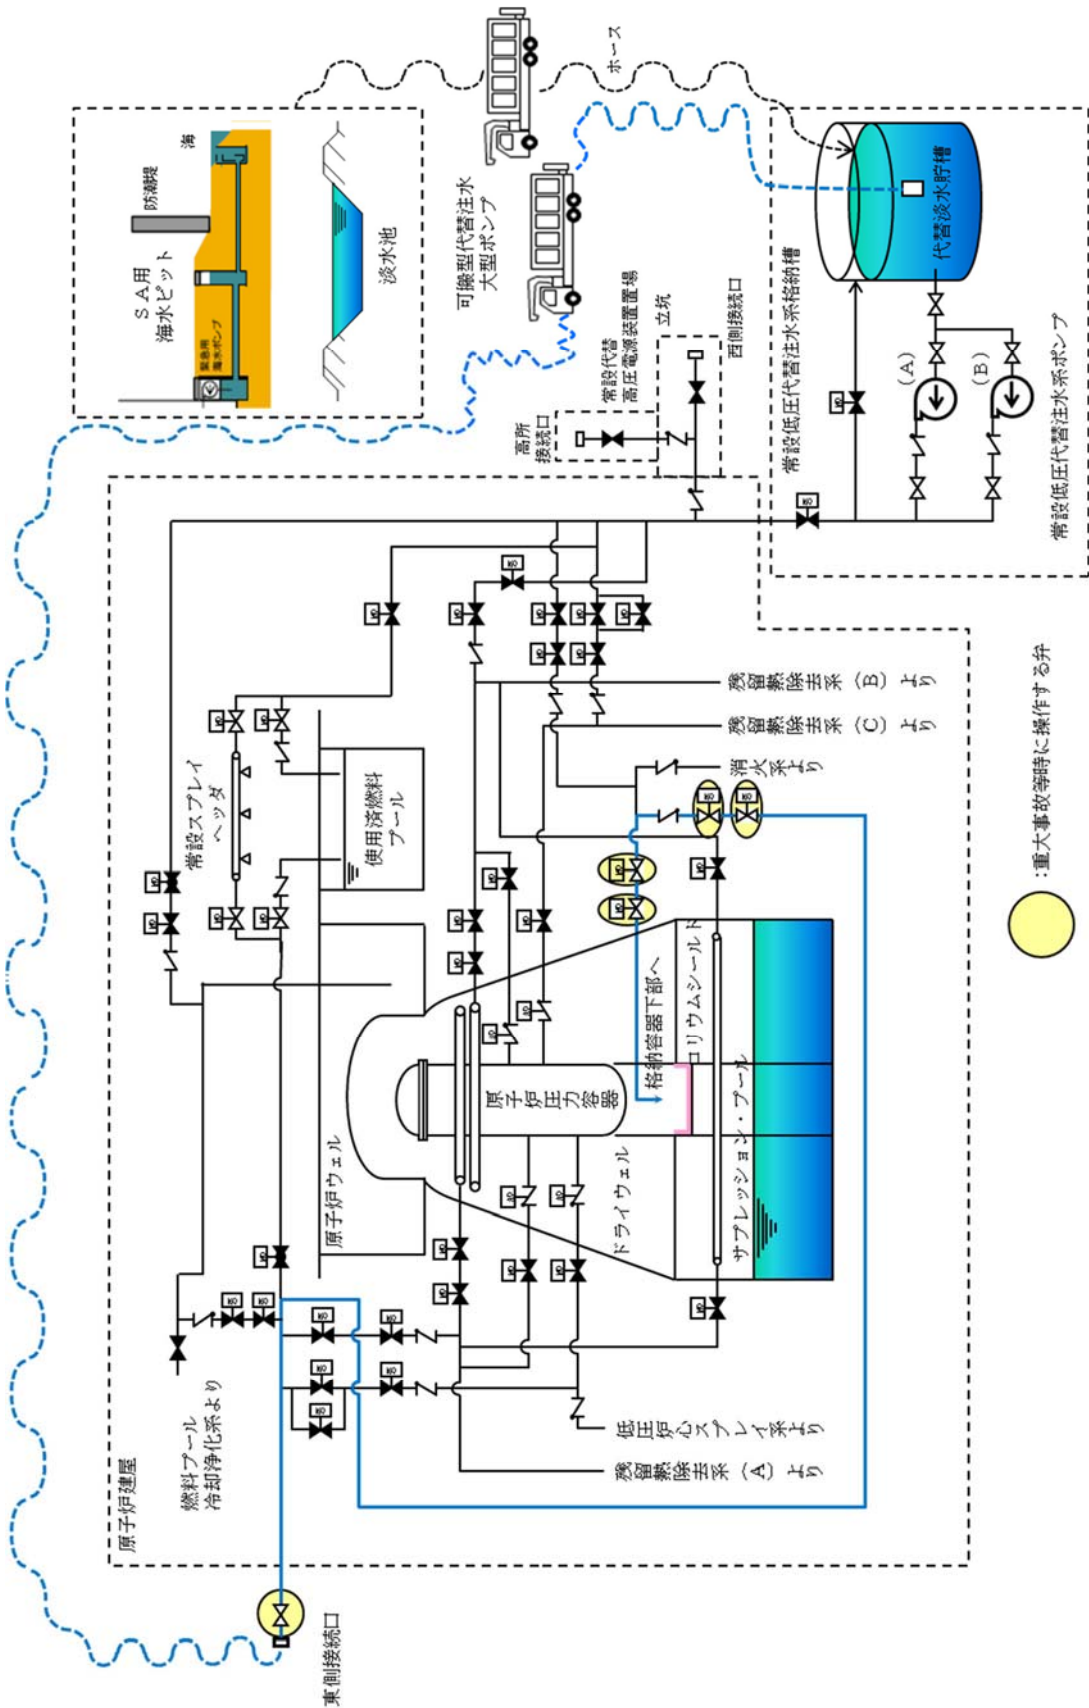 東側接続口
原子炉建屋
燃料プール
冷却浄化系より
原子炉ウェル
常設スプレイ
ヘッダ
使用済燃料
プール
原子炉圧力容器
ドライウェル
格納容器下部へ
コリウムシールド
サプレッション・プール
残留熱除去系(A)より
低圧炉心スプレイ系より
残留熱除去系(B)より
残留熱除去系(C)より
消火系より
SA用
海水ピット
緊急用
海水ポンプ
防潮堤
海
淡水池
可搬型代替注水
大型ポンプ
ホース
高所
接続口
常設代替
高圧電源装置置場
立坑
西側接続口
常設低圧代替注水系格納槽
代替淡水貯槽
(A)
(B)
常設低圧代替注水系ポンプ
:重大事故等時に操作する弁